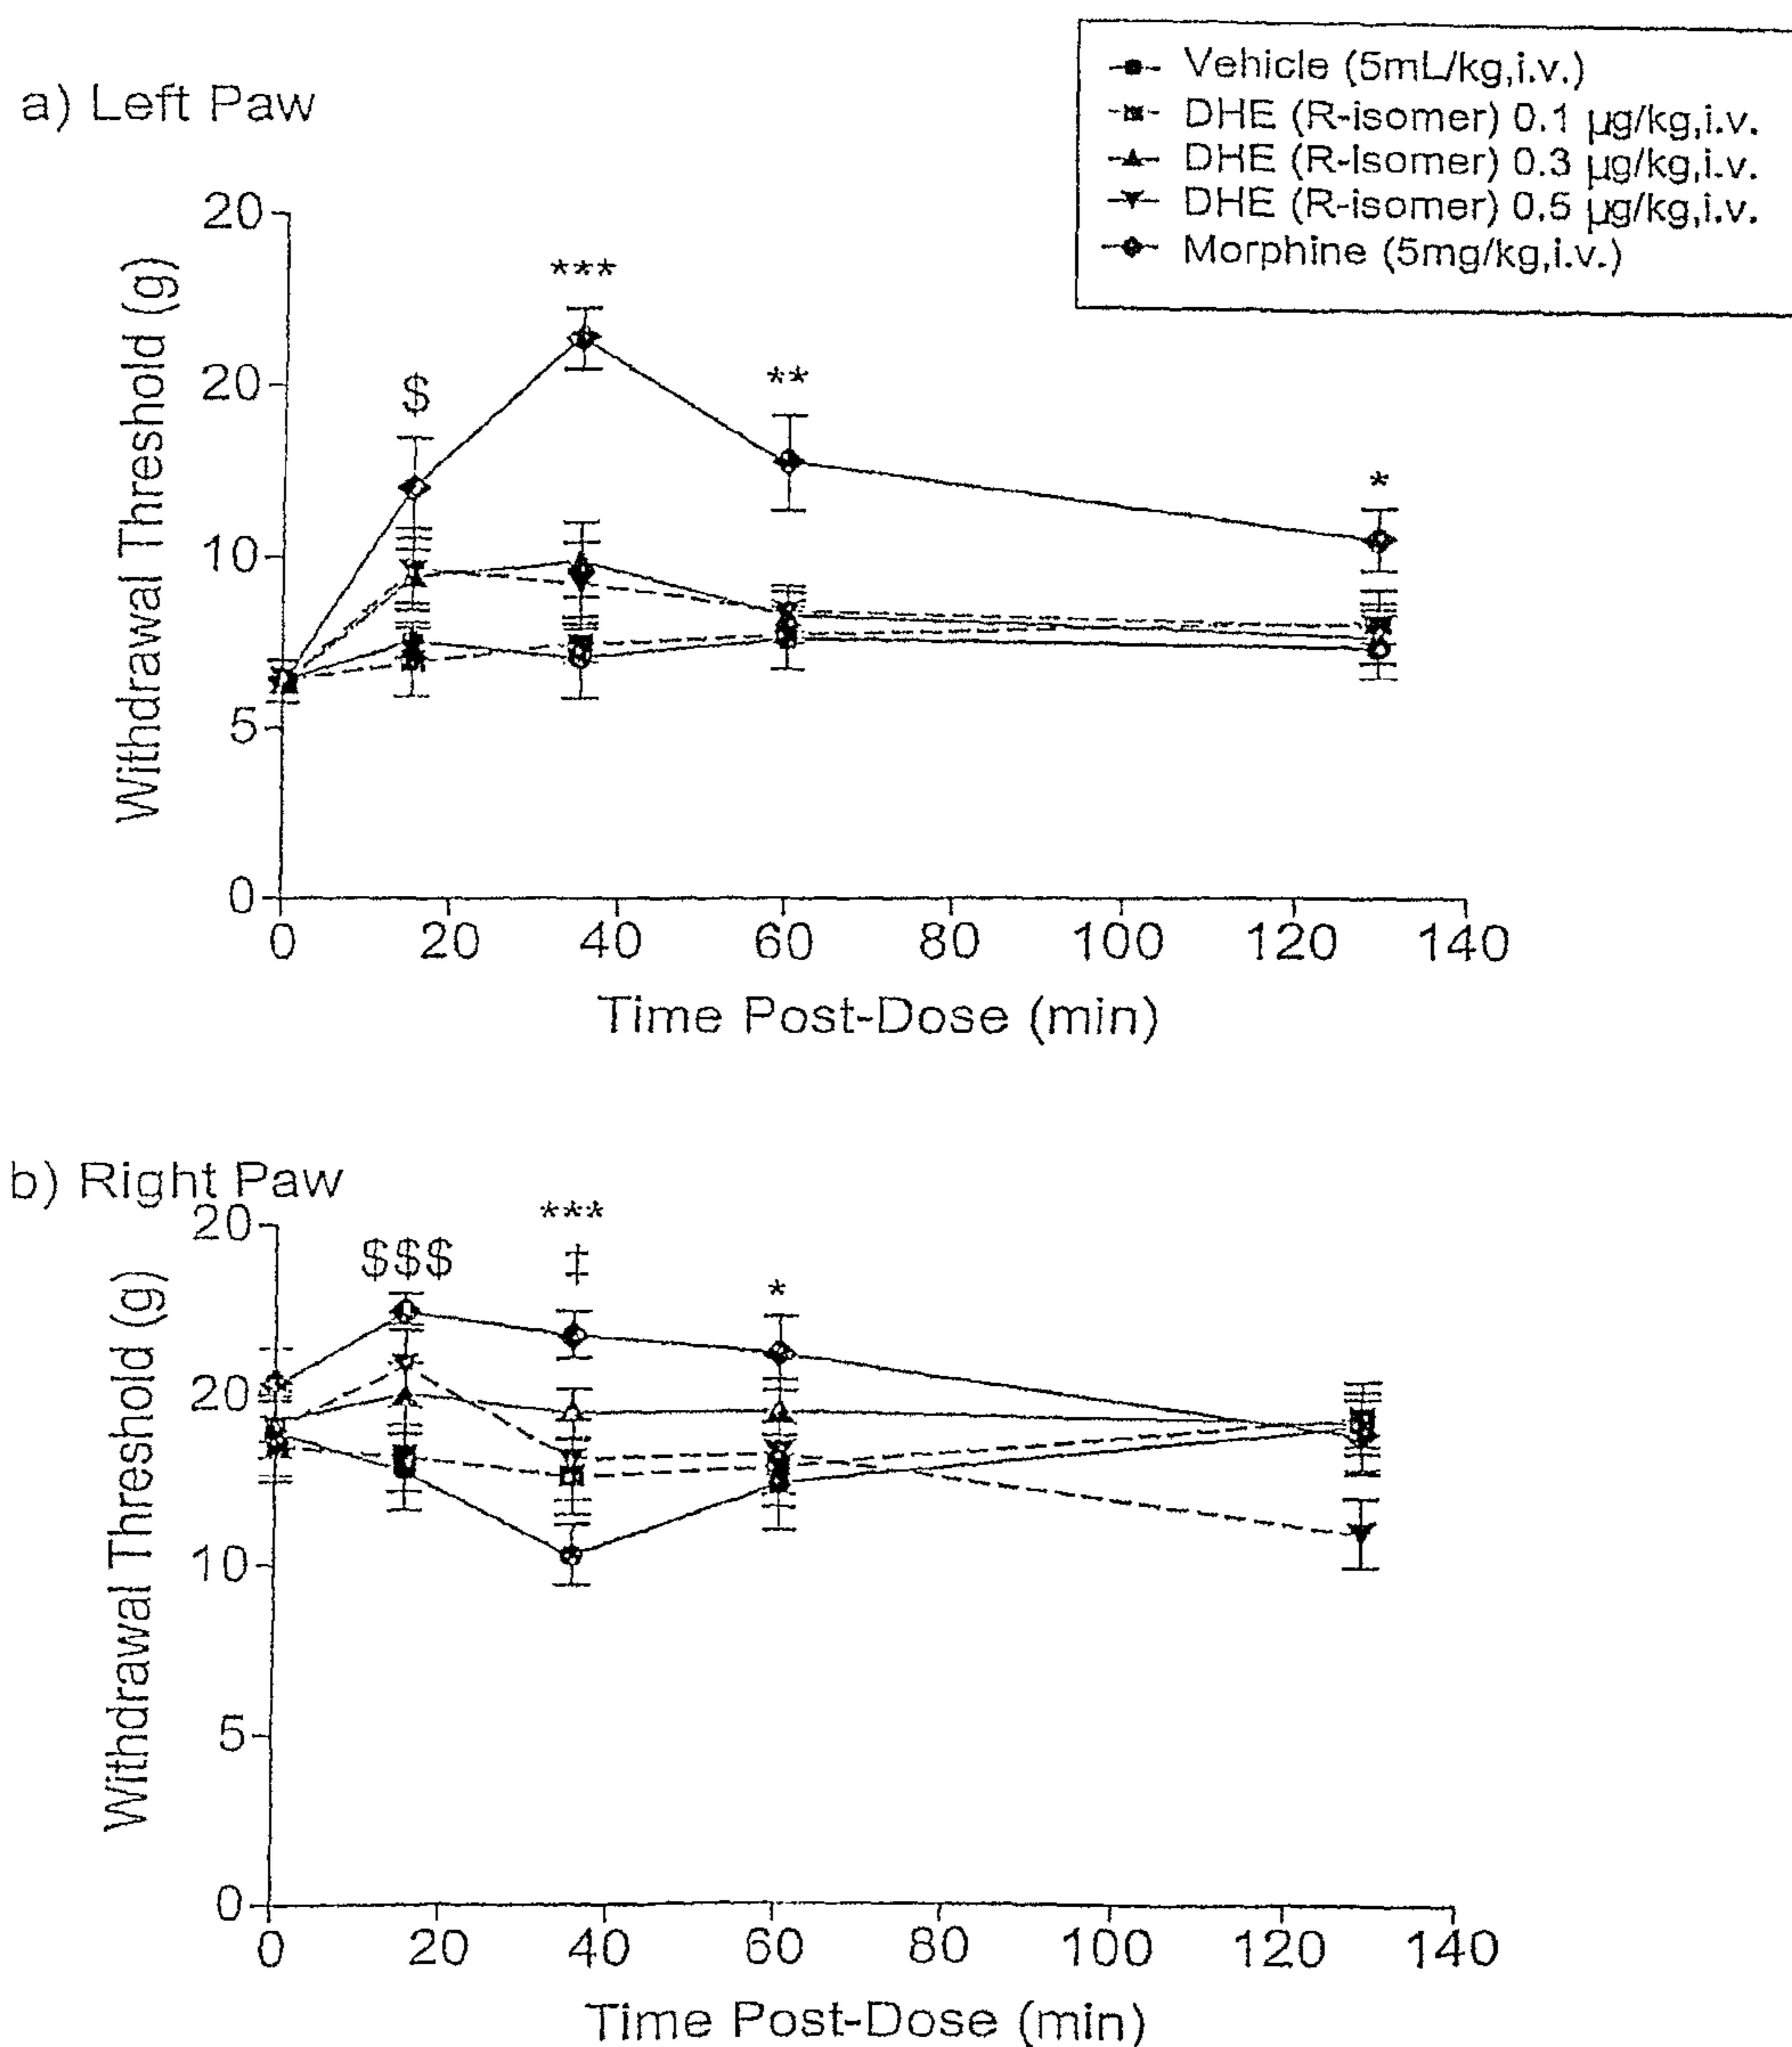 a) Left Paw
Vehicle (5mL/kg,i.v.)
DHE (R-isomer) 0.1 µg/kg,i.v.
DHE (R-Isomer) 0.3 µg/kg,i.v.
DHE (R-isomer) 0.5 µg/kg,i.v.
Morphine (5mg/kg,i.v.)
Withdrawal Threshold (g)
20
20
10
5
0
$
***
**
*
0 20 40 60 80 100 120 140
Time Post-Dose (min)
b) Right Paw
Withdrawal Threshold (g)
20
20
10
5
0
$$$
***
‡
*
0 20 40 60 80 100 120 140
Time Post-Dose (min)